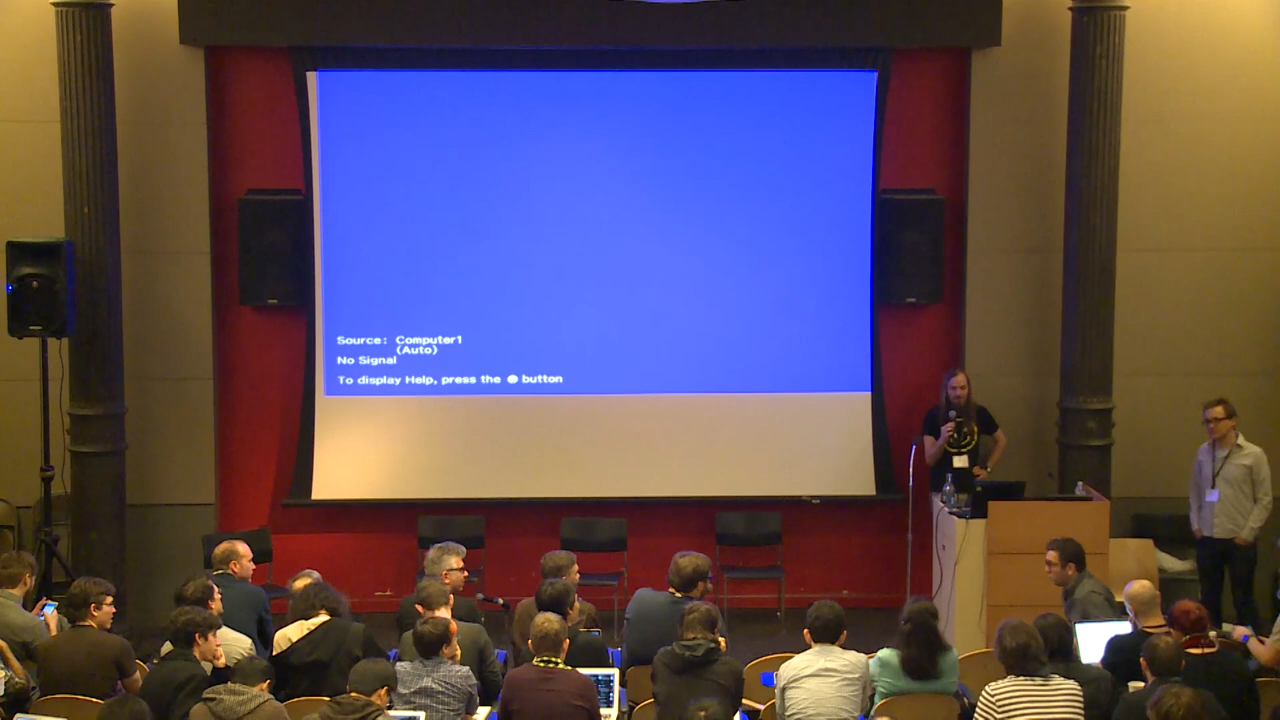 Source: Computer1
(Auto)
No Signal
To display Help, press the button